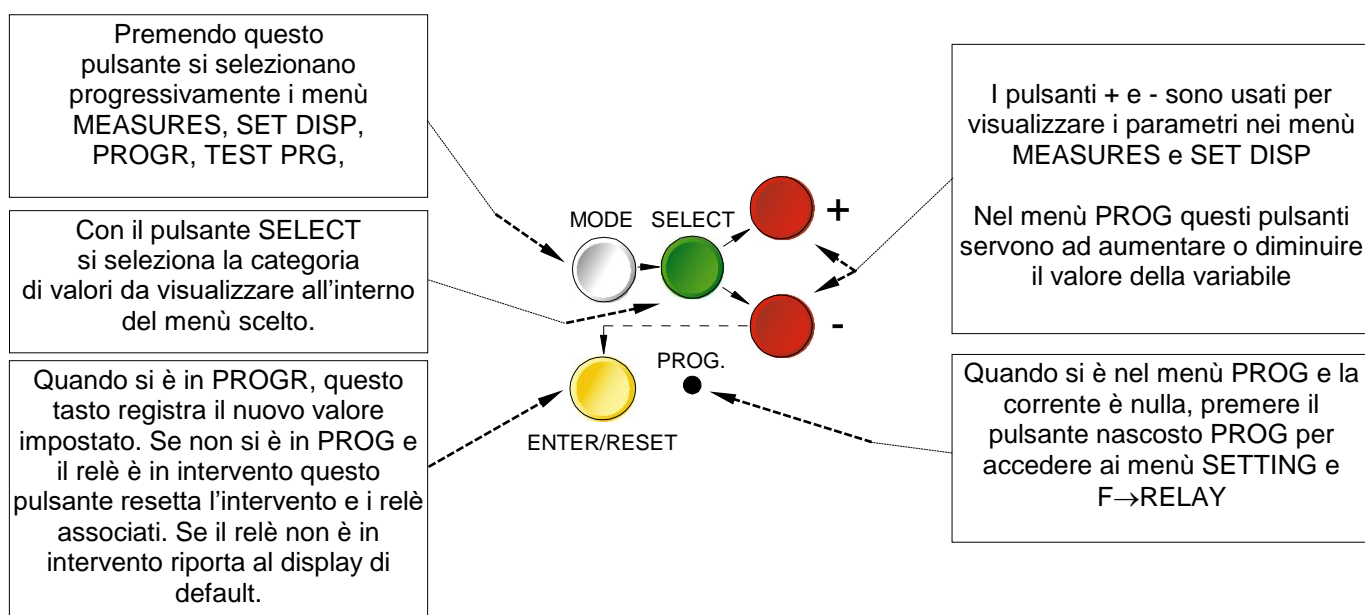 Premendo questo
pulsante si selezionano
progressivamente i menù
MEASURES, SET DISP,
PROGR, TEST PRG,
Con il pulsante SELECT
si seleziona la categoria
di valori da visualizzare all'interno
del menù scelto.
Quando si è in PROGR, questo
tasto registra il nuovo valore
impostato. Se non si è in PROG e
il relè è in intervento questo
pulsante resetta l'intervento e i relè
associati. Se il relè non è in
intervento riporta al display di
default.
MODE SELECT
+
-
PROG.
ENTER/RESET
I pulsanti + e - sono usati per
visualizzare i parametri nei menù
MEASURES e SET DISP
Nel menù PROG questi pulsanti
servono ad aumentare o diminuire
il valore della variabile
Quando si è nel menù PROG e la
corrente è nulla, premere il
pulsante nascosto PROG per
accedere ai menù SETTING e
F→RELAY